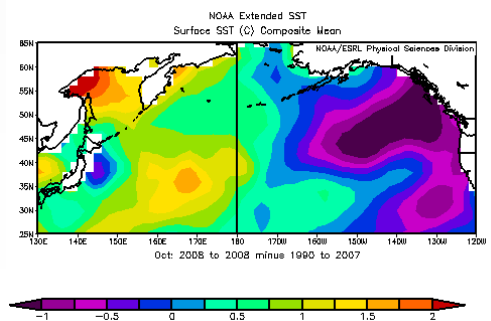 NOAA Extended SST
Surface SST (C) Composite Mean
NOAA/ESRL Physical Sciences Division
65N
60N
55N
50N
45N
40N
35N
30N
25N
130E 140E 150E 160E 170E 180 170W 160W 150W 140W 130W 120W
Oct: 2008 to 2008 minus 1990 to 2007
-1 -0.5 0 0.5 1 1.5 2